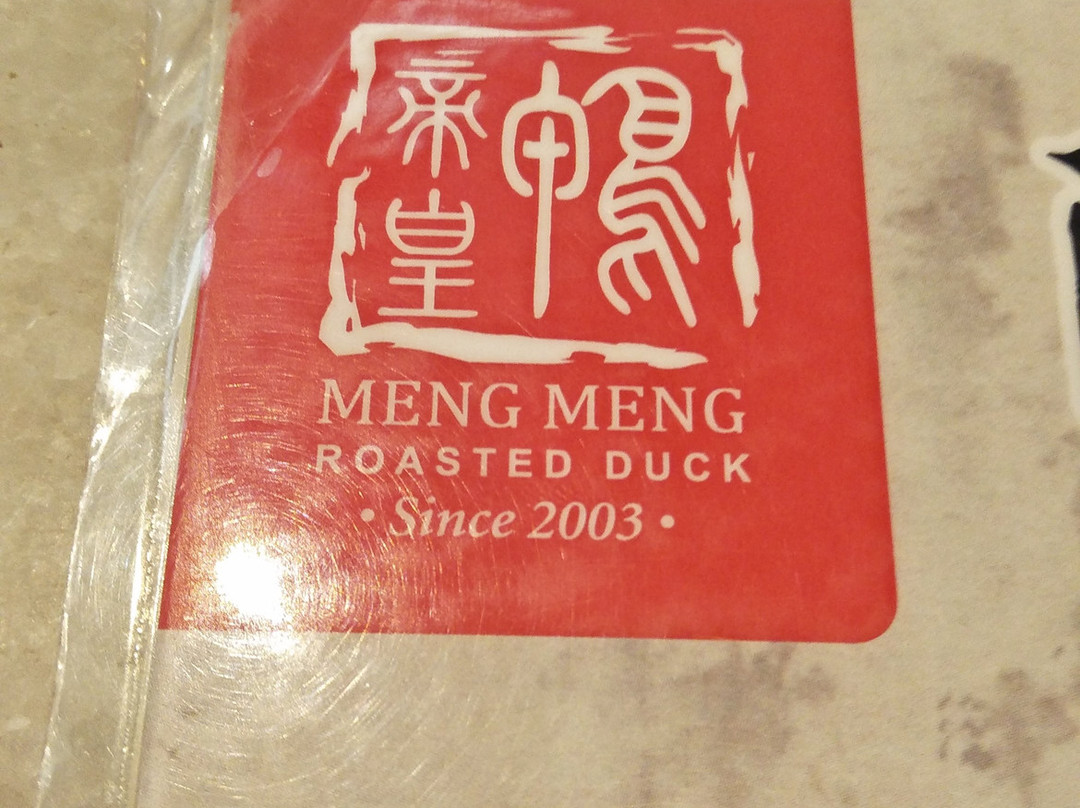 帝皇鴨
MENG MENG
ROASTED DUCK
• Since 2003 •